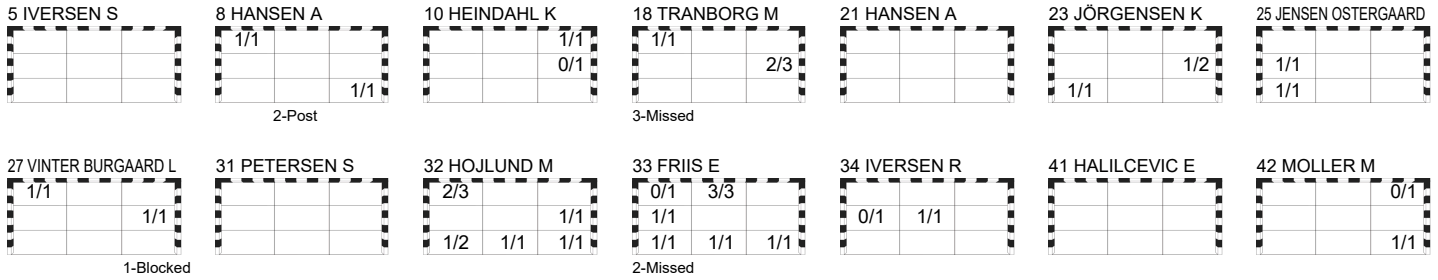 5 IVERSEN S 8 HANSEN A 10 HEINDAHL K 18 TRANBORG M 21 HANSEN A 23 JÖRGENSEN K 25 JENSEN OSTERGAARD
1/1 1/1 1/1
0/1 2/3 1/2 1/1
1/1 1/1 1/1
2-Post 3-Missed
27 VINTER BURGAARD L 31 PETERSEN S 32 HOJLUND M 33 FRIIS E 34 IVERSEN R 41 HALILCEVIC E 42 MOLLER M
1/1 2/3 0/1 3/3 0/1
1/1 1/1 1/1 0/1 1/1
1/2 1/1 1/1 1/1 1/1 1/1 1/1
1-Blocked 2-Missed